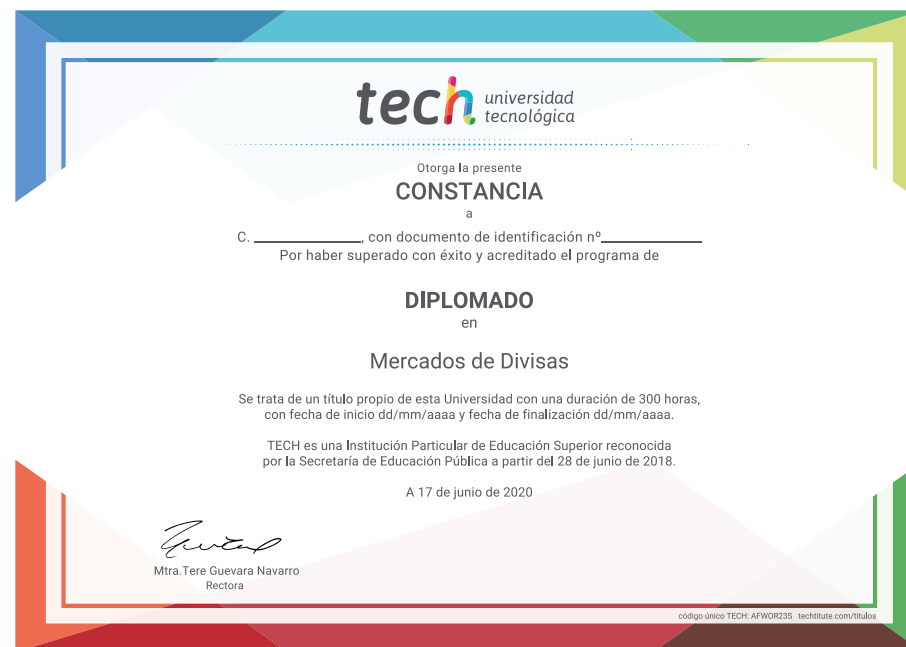 tech universidad
tecnológica
Otorga la presente
CONSTANCIA
a
C. ____________, con documento de identificación nº____________
Por haber superado con éxito y acreditado el programa de
DIPLOMADO
en
Mercados de Divisas
Se trata de un título propio de esta Universidad con una duración de 300 horas,
con fecha de inicio dd/mm/aaaa y fecha de finalización dd/mm/aaaa.
TECH es una Institución Particular de Educación Superior reconocida
por la Secretaría de Educación Pública a partir del 28 de junio de 2018.
A 17 de junio de 2020
Mtra.Tere Guevara Navarro
Rectora
código único TECH: AFWOR23S techtitute.com/titulos